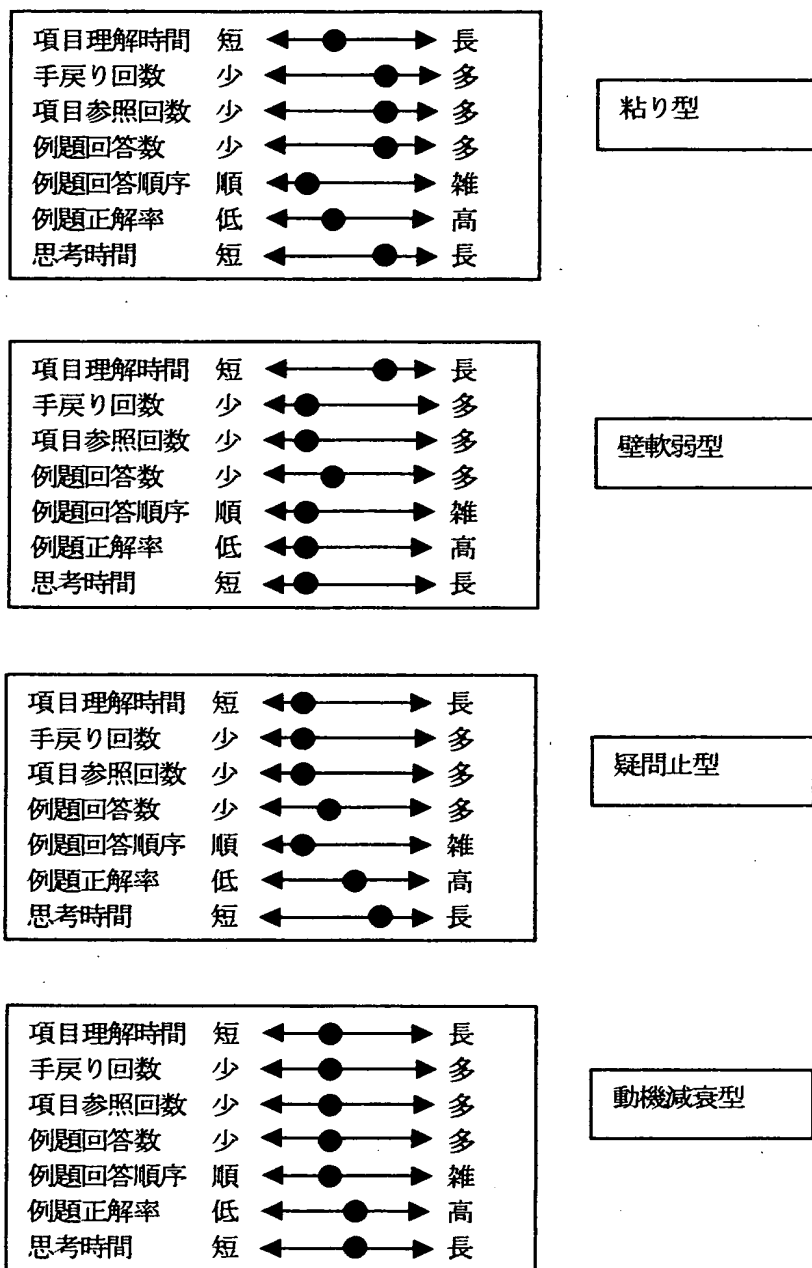 項目理解時間 短 長
手戻り回数 少 多
項目参照回数 少 多
例題回答数 少 多
例題回答順序 順 雑
例題正解率 低 高
思考時間 短 長
粘り型
項目理解時間 短 長
手戻り回数 少 多
項目参照回数 少 多
例題回答数 少 多
例題回答順序 順 雑
例題正解率 低 高
思考時間 短 長
壁軟弱型
項目理解時間 短 長
手戻り回数 少 多
項目参照回数 少 多
例題回答数 少 多
例題回答順序 順 雑
例題正解率 低 高
思考時間 短 長
疑問止型
項目理解時間 短 長
手戻り回数 少 多
項目参照回数 少 多
例題回答数 少 多
例題回答順序 順 雑
例題正解率 低 高
思考時間 短 長
動機減衰型